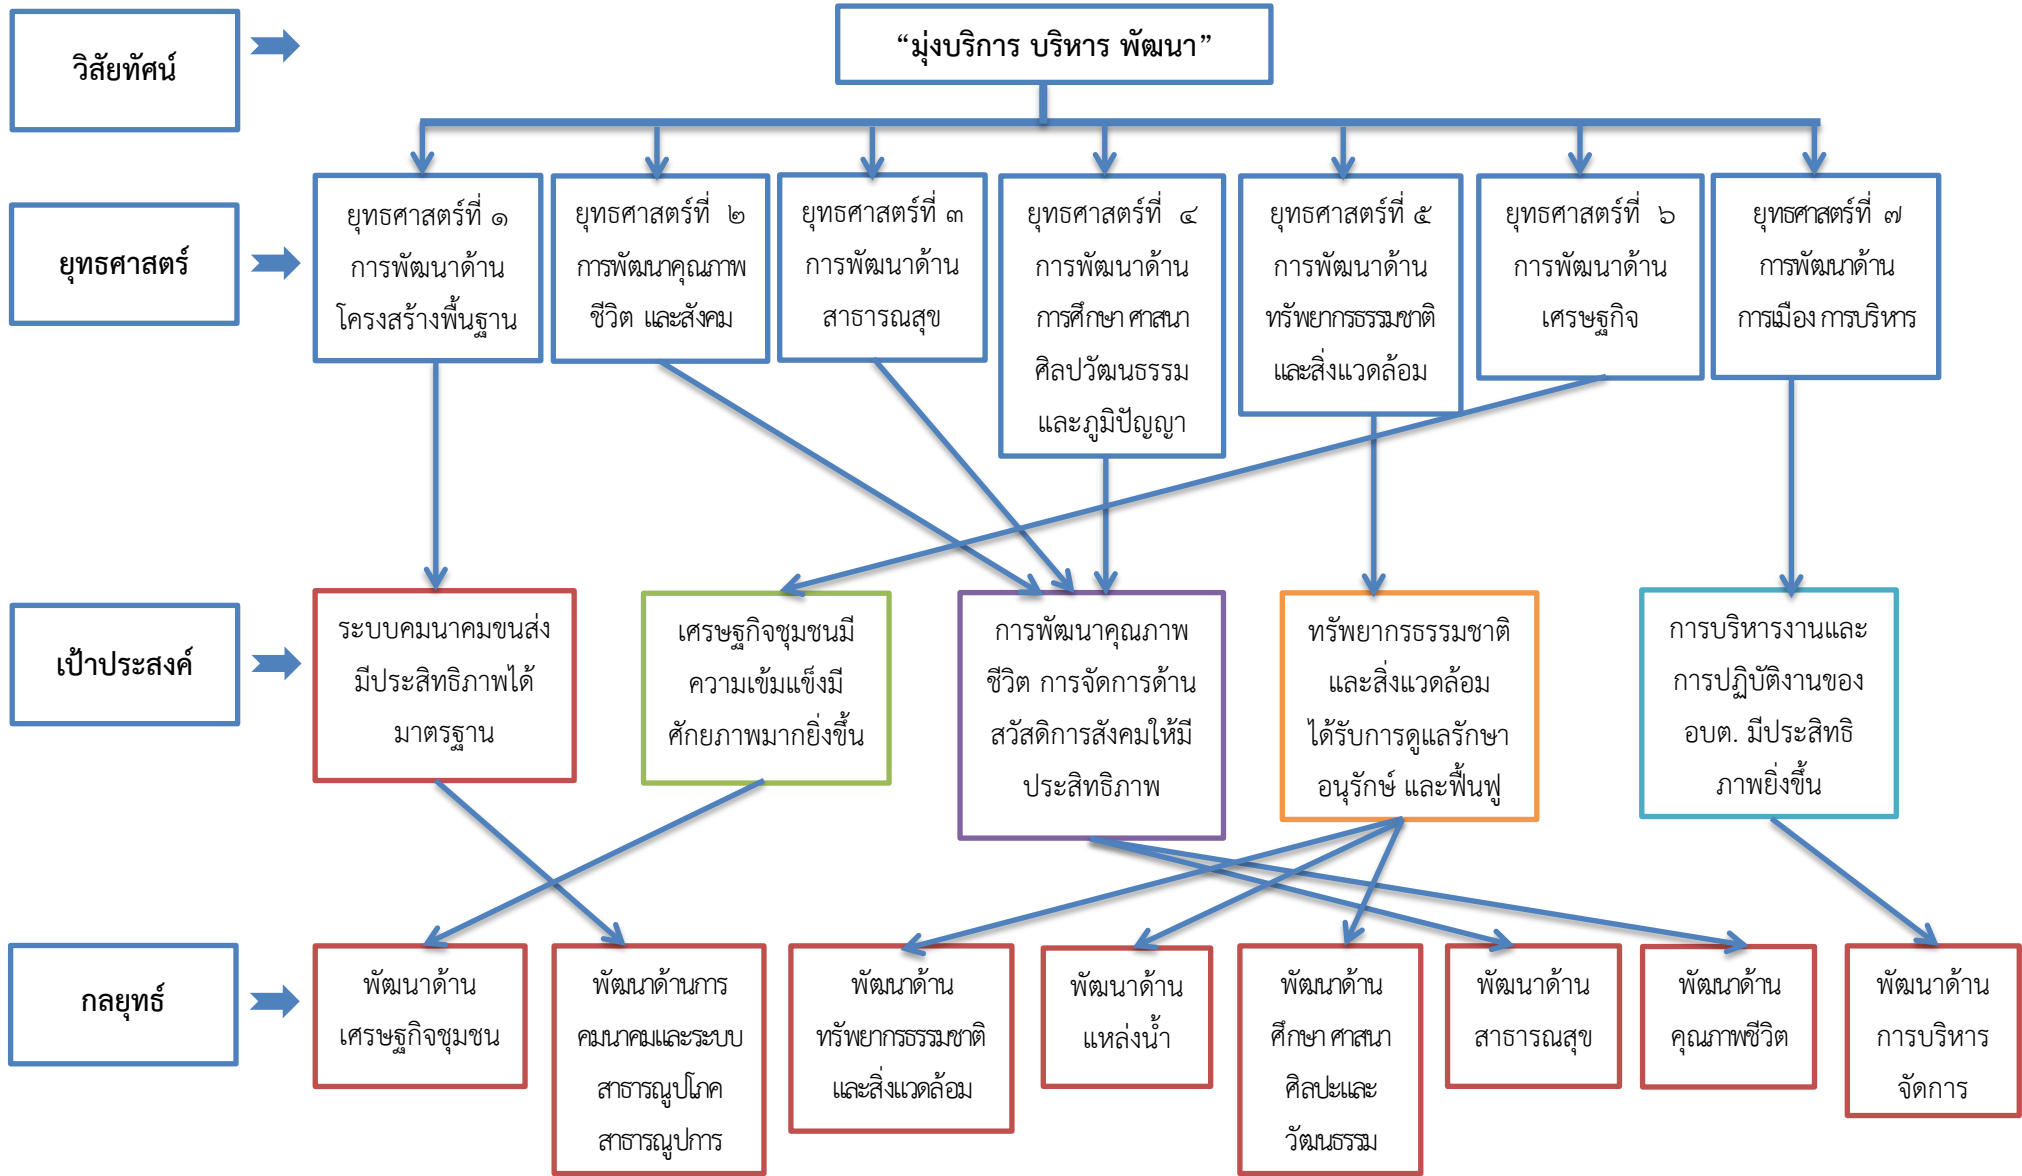 วิสัยทัศน์
“มุ่งบริการ บริหาร พัฒนา”
ยุทธศาสตร์
ยุทธศาสตร์ที่ ๑
การพัฒนาด้าน
โครงสร้างพื้นฐาน
ยุทธศาสตร์ที่ ๒
การพัฒนาคุณภาพ
ชีวิต และสังคม
ยุทธศาสตร์ที่ ๓
การพัฒนาด้าน
สาธารณสุข
ยุทธศาสตร์ที่ ๔
การพัฒนาด้าน
การศึกษา ศาสนา
ศิลปวัฒนธรรม
และภูมิปัญญา
ยุทธศาสตร์ที่ ๕
การพัฒนาด้าน
ทรัพยากรธรรมชาติ
และสิ่งแวดล้อม
ยุทธศาสตร์ที่ ๖
การพัฒนาด้าน
เศรษฐกิจ
ยุทธศาสตร์ที่ ๗
การพัฒนาด้าน
การเมือง การบริหาร
เป้าประสงค์
ระบบคมนาคมขนส่ง
มีประสิทธิภาพได้
มาตรฐาน
เศรษฐกิจชุมชนมี
ความเข้มแข็งมี
ศักยภาพมากยิ่งขึ้น
การพัฒนาคุณภาพ
ชีวิต การจัดการด้าน
สวัสดิการสังคมให้มี
ประสิทธิภาพ
ทรัพยากรธรรมชาติ
และสิ่งแวดล้อม
ได้รับการดูแลรักษา
อนุรักษ์ และฟื้นฟู
การบริหารงานและ
การปฏิบัติงานของ
อบต. มีประสิทธิ
ภาพยิ่งขึ้น
กลยุทธ์
พัฒนาด้าน
เศรษฐกิจชุมชน
พัฒนาด้านการ
คมนาคมและระบบ
สาธารณูปโภค
สาธารณูปการ
พัฒนาด้าน
ทรัพยากรธรรมชาติ
และสิ่งแวดล้อม
พัฒนาด้าน
แหล่งน้ำ
พัฒนาด้าน
ศึกษา ศาสนา
ศิลปะและ
วัฒนธรรม
พัฒนาด้าน
สาธารณสุข
พัฒนาด้าน
คุณภาพชีวิต
พัฒนาด้าน
การบริหาร
จัดการ